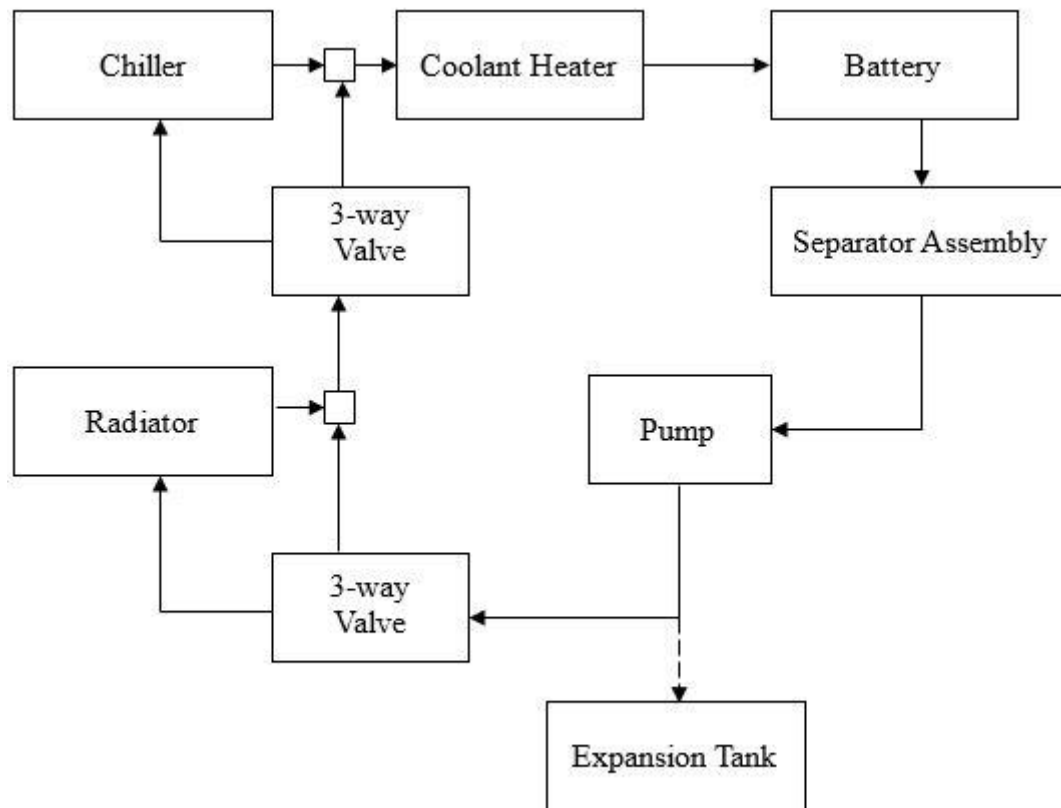 Chiller
Coolant Heater
Battery
3-way
Valve
Separator Assembly
Radiator
Pump
3-way
Valve
Expansion Tank